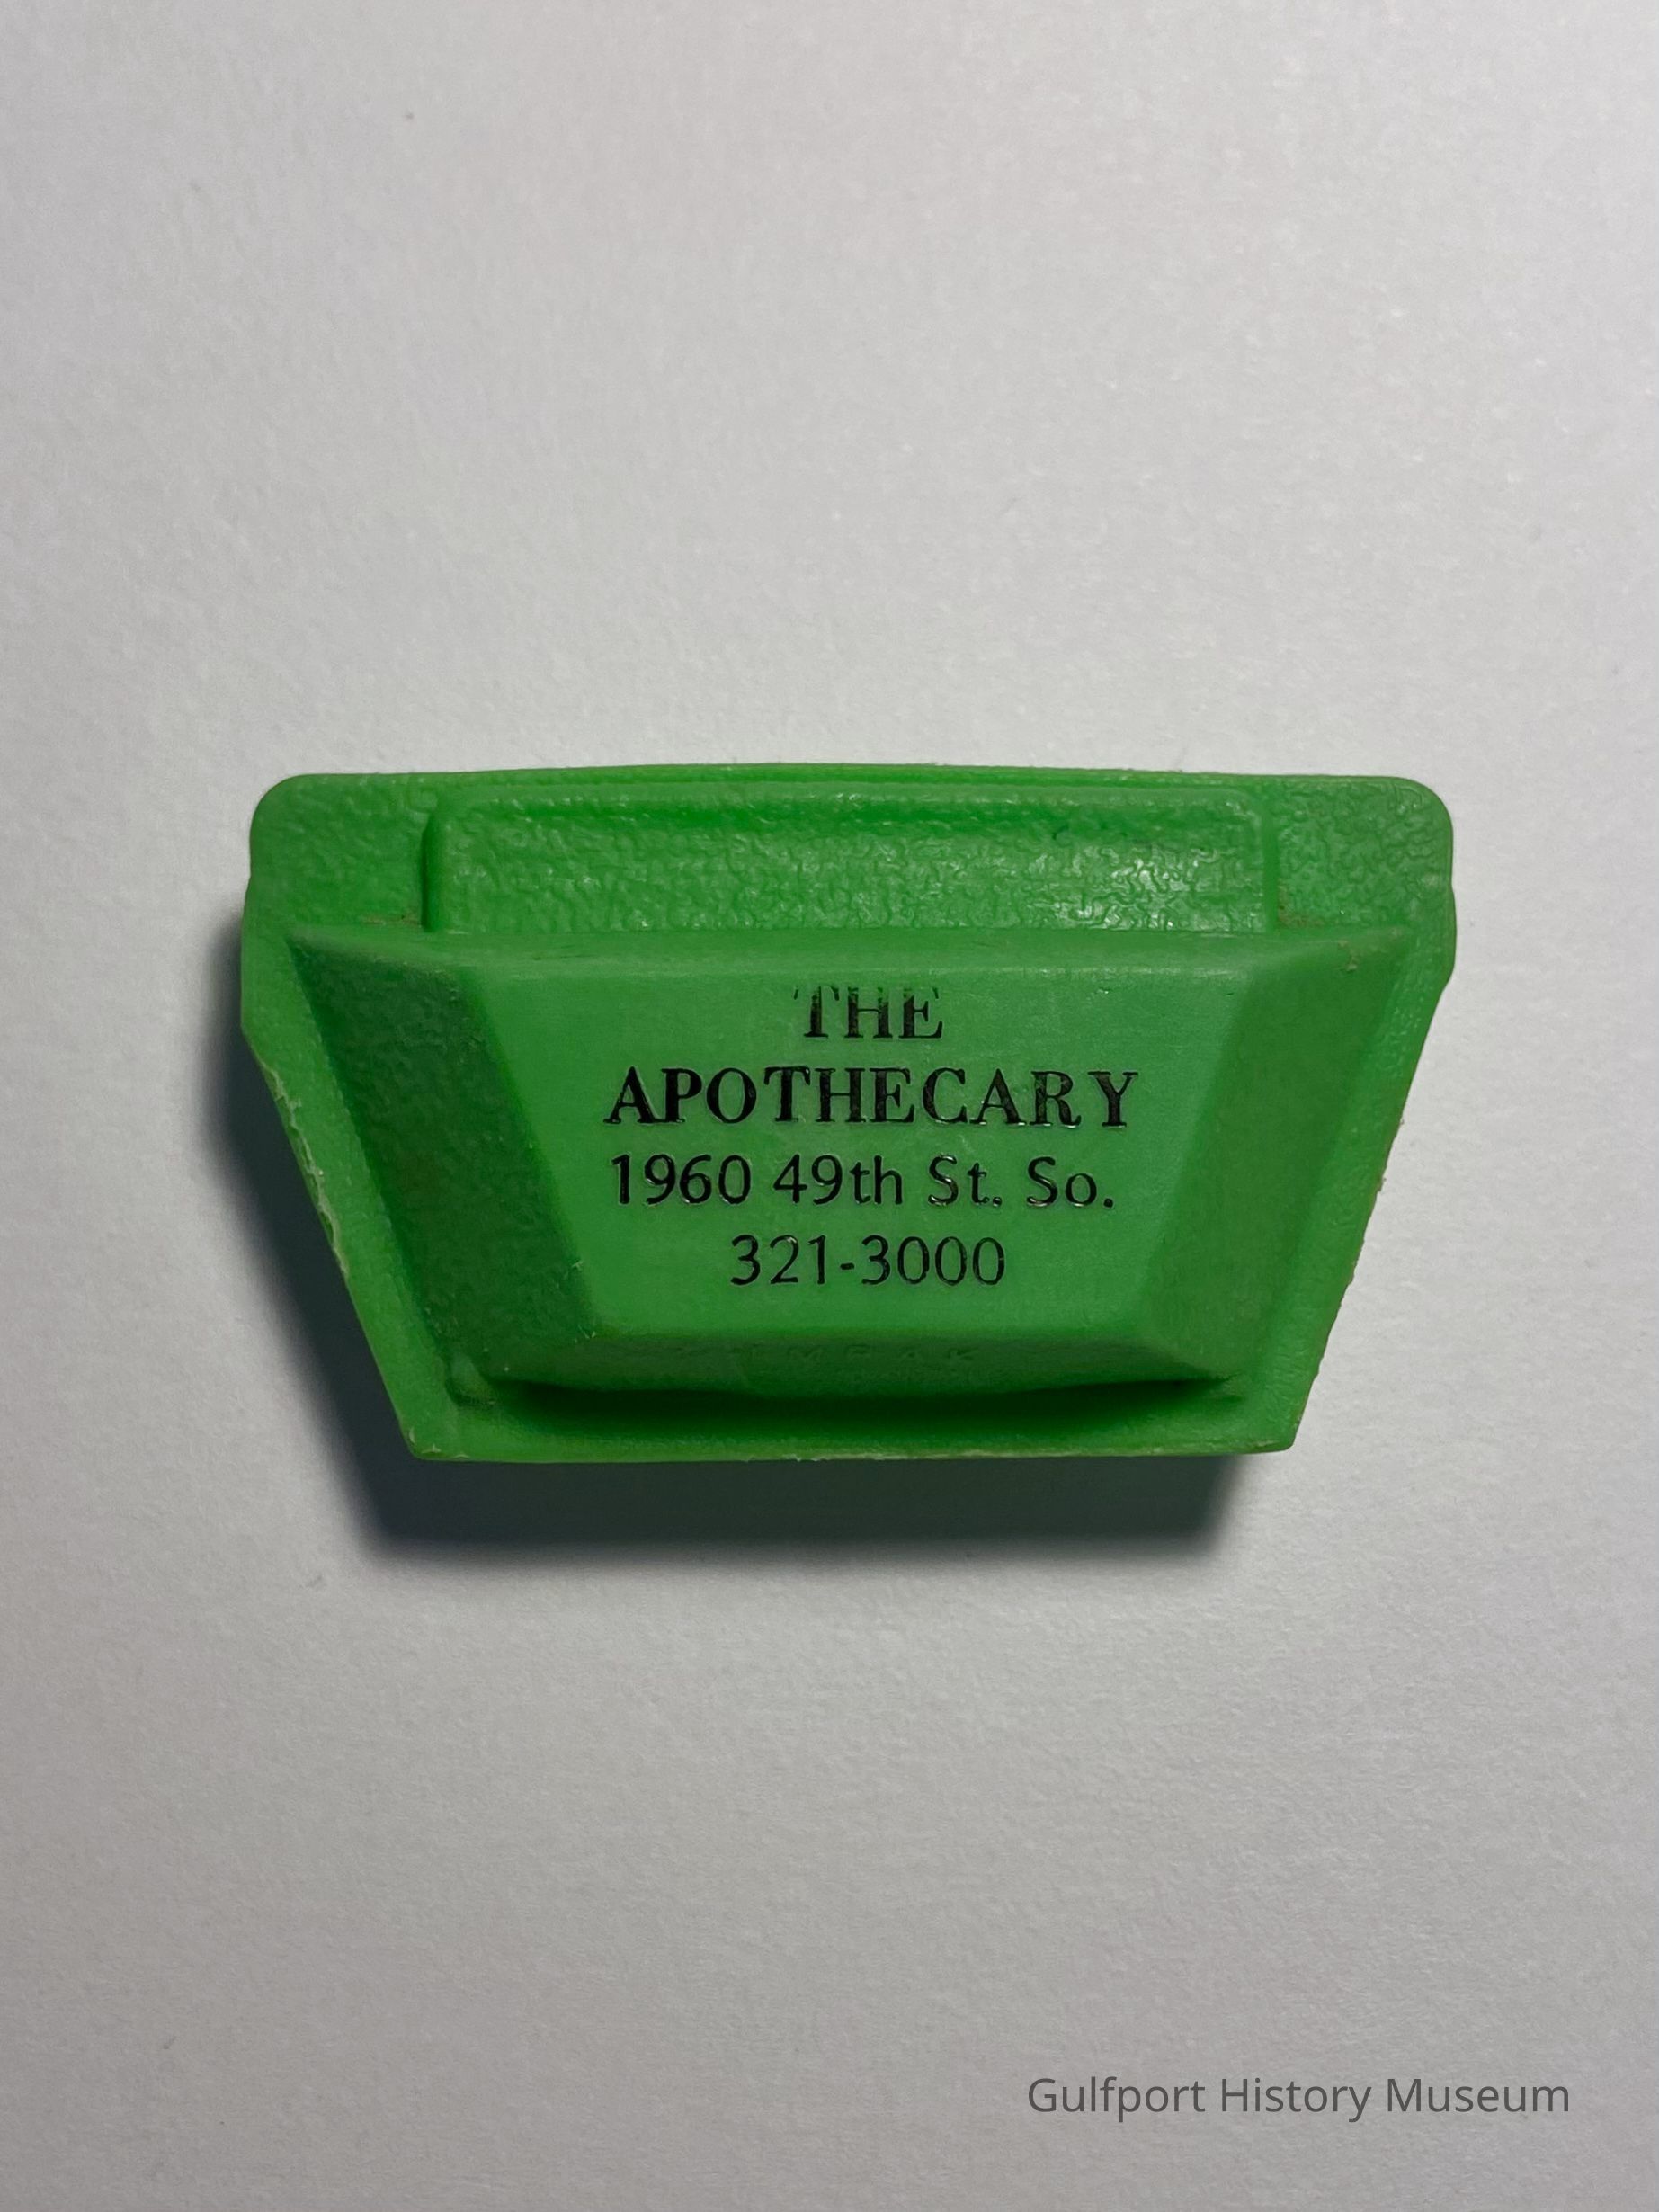 THE
APOTHECARY
1960 49th St. So.
321-3000
Gulfport History Museum